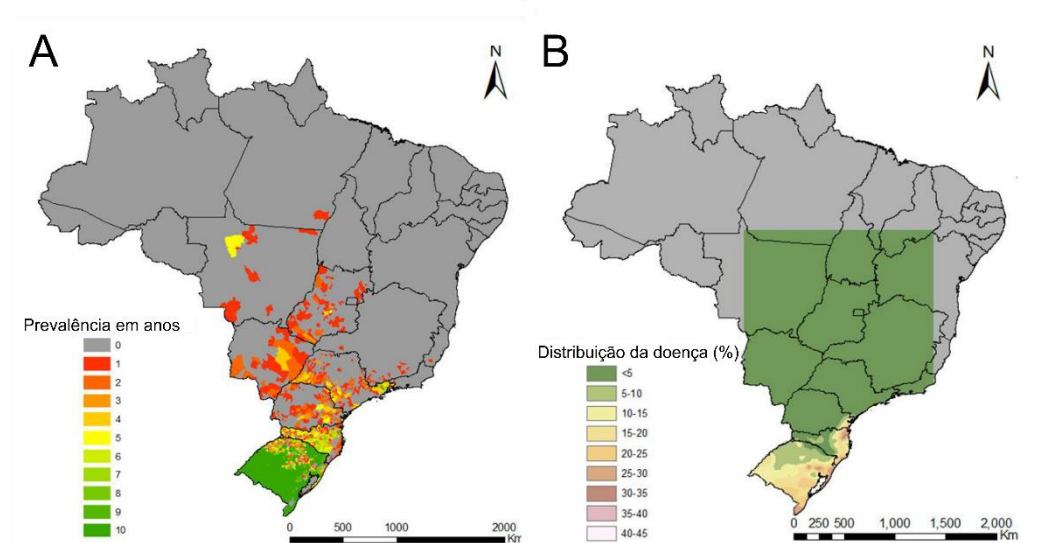 A
N
Prevalência em anos
0
1
2
3
4
5
6
7
8
9
10
0 500 1000 2000
Km
B
N
Distribuição da doença (%)
<5
5-10
10-15
15-20
20-25
25-30
30-35
35-40
40-45
0 250 500 1,000 1,500 2,000
Km